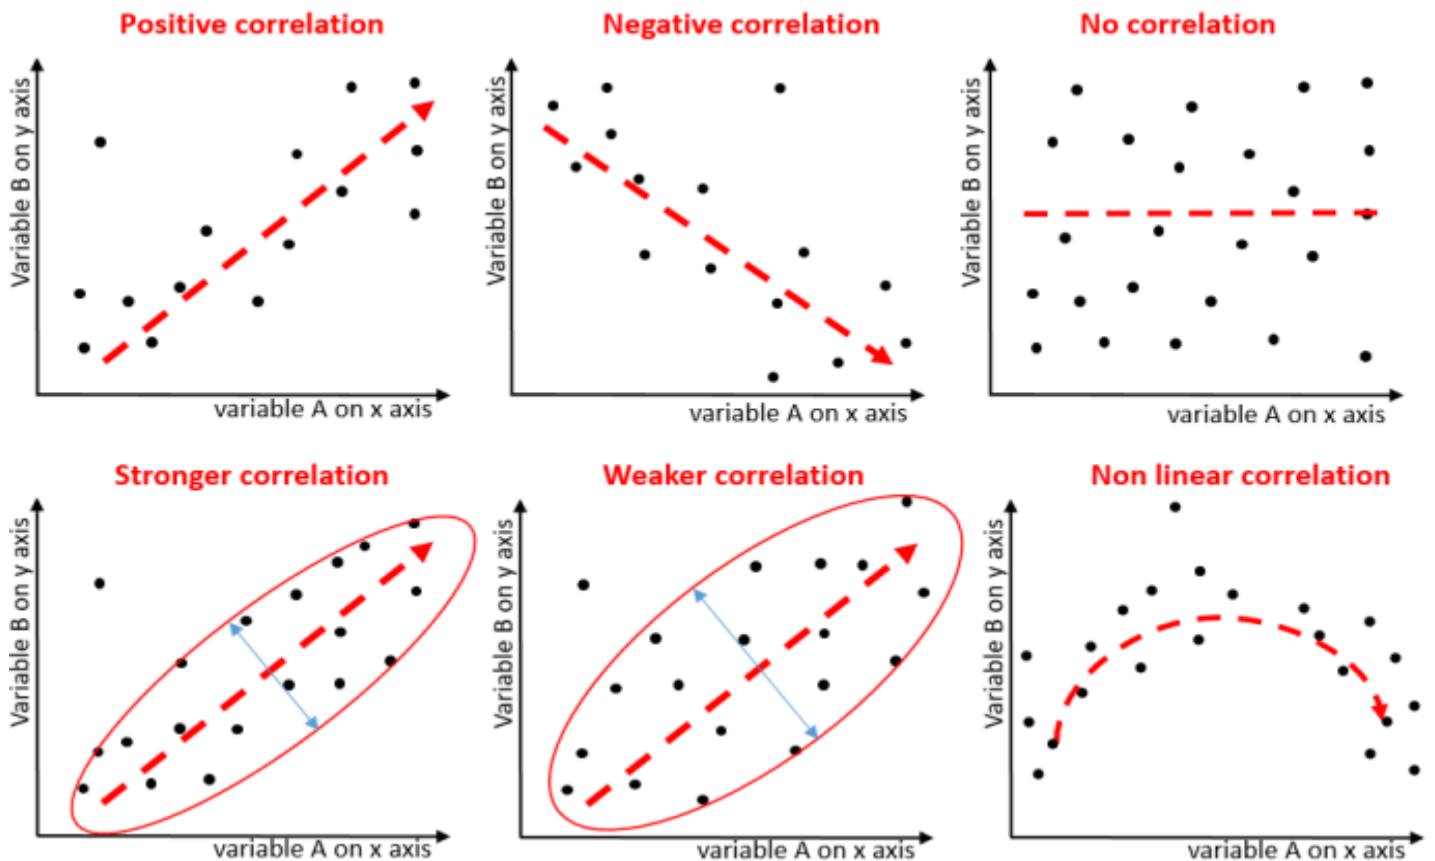 Positive correlation
Negative correlation
No correlation
Variable B on y axis
Variable B on y axis
Variable B on y axis
variable A on x axis
variable A on x axis
variable A on x axis
Stronger correlation
Weaker correlation
Non linear correlation
Variable B on y axis
Variable B on y axis
Variable B on y axis
variable A on x axis
variable A on x axis
variable A on x axis